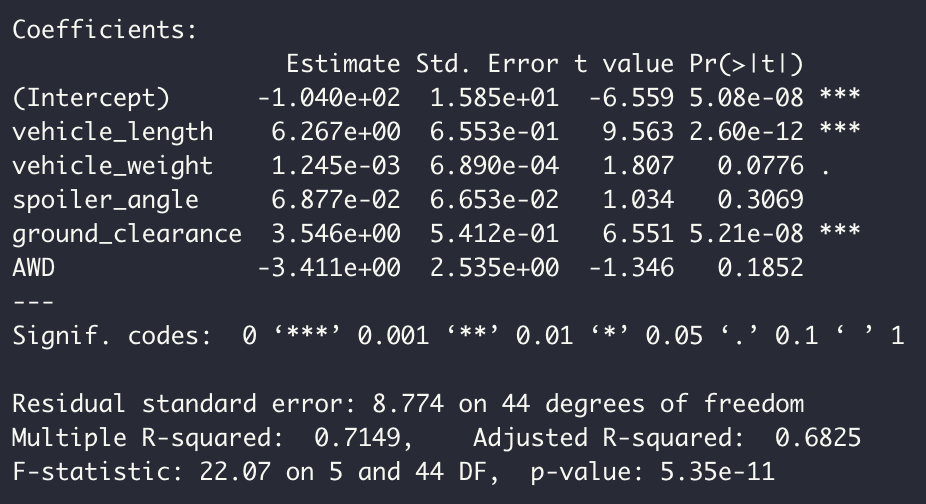 Coefficients:
Estimate Std. Error t value Pr(>|t|)
(Intercept) -1.040e+02 1.585e+01 -6.559 5.08e-08 ***
vehicle_length 6.267e+00 6.553e-01 9.563 2.60e-12 ***
vehicle_weight 1.245e-03 6.890e-04 1.807 0.0776 .
spoiler_angle 6.877e-02 6.653e-02 1.034 0.3069
ground_clearance 3.546e+00 5.412e-01 6.551 5.21e-08 ***
AWD -3.411e+00 2.535e+00 -1.346 0.1852
---
Signif. codes: 0 ‘***’ 0.001 ‘**’ 0.01 ‘*’ 0.05 ‘.’ 0.1 ‘ ’ 1
Residual standard error: 8.774 on 44 degrees of freedom
Multiple R-squared: 0.7149, Adjusted R-squared: 0.6825
F-statistic: 22.07 on 5 and 44 DF, p-value: 5.35e-11